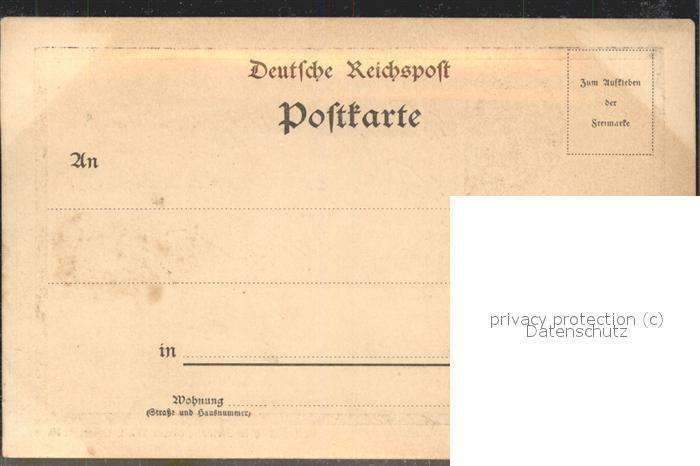 Deutsche Reichspost
Postkarte
Zum Aufkleben
der
Freimarke
An
in
Wohnung
(Straße und Hausnummer)
privacy protection (c)
Datenschutz